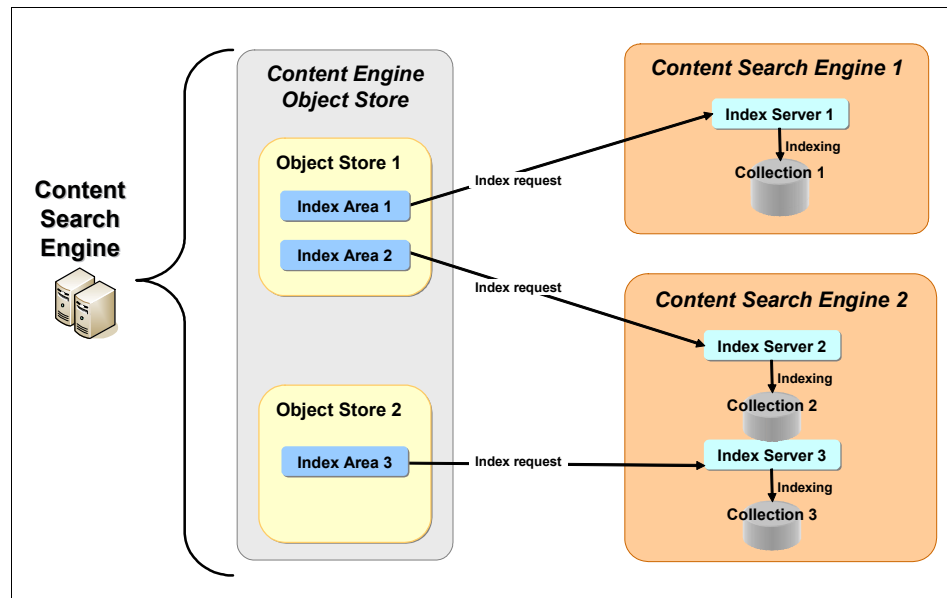 Content
Search
Engine
Content Engine
Object Store
Object Store 1
Index Area 1
Index Area 2
Object Store 2
Index Area 3
Index request
Index request
Index request
Content Search Engine 1
Index Server 1
Indexing
Collection 1
Content Search Engine 2
Index Server 2
Indexing
Collection 2
Index Server 3
Indexing
Collection 3